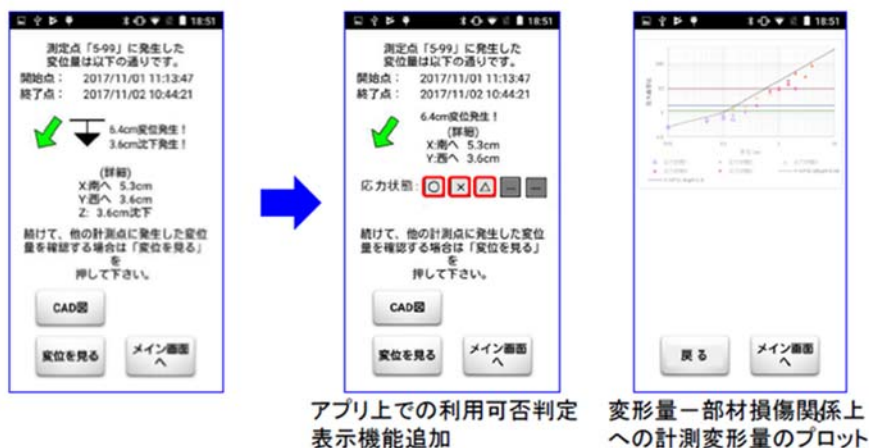 18:51
測定点「5-99」に発生した
変位量は以下の通りです。
開始点： 2017/11/01 11:13:47
終了点： 2017/11/02 10:44:21
6.4cm変位発生！
3.6cm沈下発生！
(詳細)
X:南へ 5.3cm
Y:西へ 3.6cm
Z: 3.6cm沈下
続けて、他の計測点に発生した変位
量を確認する場合は「変位を見る」
を
押して下さい。
CAD図
変位を見る
メイン画面
へ
18:51
測定点「5-99」に発生した
変位量は以下の通りです。
開始点： 2017/11/01 11:13:47
終了点： 2017/11/02 10:44:21
6.4cm変位発生！
(詳細)
X:南へ 5.3cm
Y:西へ 3.6cm
応力状態： ○ × △ ... ...
続けて、他の計測点に発生した変位
量を確認する場合は「変位を見る」
を
押して下さい。
CAD図
変位を見る
メイン画面
へ
アプリ上での利用可否判定
表示機能追加
18:51
戻る
メイン画面
へ
変形量－部材損傷関係上
への計測変形量のプロット